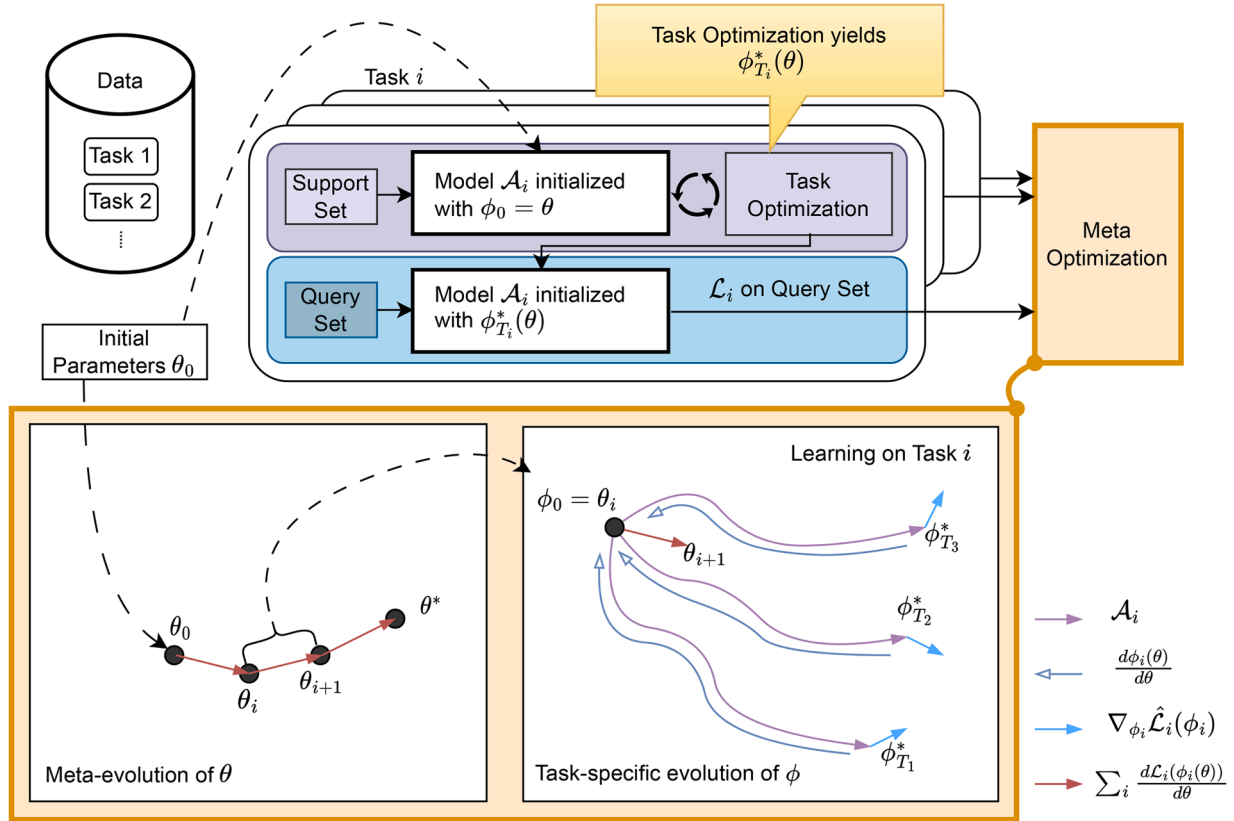 Data
Task 1
Task 2
Task i
Task Optimization yields
ϕ*_{T_i}(θ)
Support
Set
Model 𝒜_i initialized
with ϕ_0 = θ
Task
Optimization
Query
Set
Model 𝒜_i initialized
with ϕ*_{T_i}(θ)
ℒ_i on Query Set
Meta
Optimization
Initial
Parameters θ_0
θ_0
θ_i
θ_{i+1}
θ*
Meta-evolution of θ
Learning on Task i
ϕ_0 = θ_i
θ_{i+1}
ϕ*_{T_3}
ϕ*_{T_2}
ϕ*_{T_1}
Task-specific evolution of ϕ
𝒜_i
dϕ_i(θ)/dθ
∇_{ϕ_i} ℒ̂_i(ϕ_i)
∑_i dℒ_i(ϕ_i(θ))/dθ